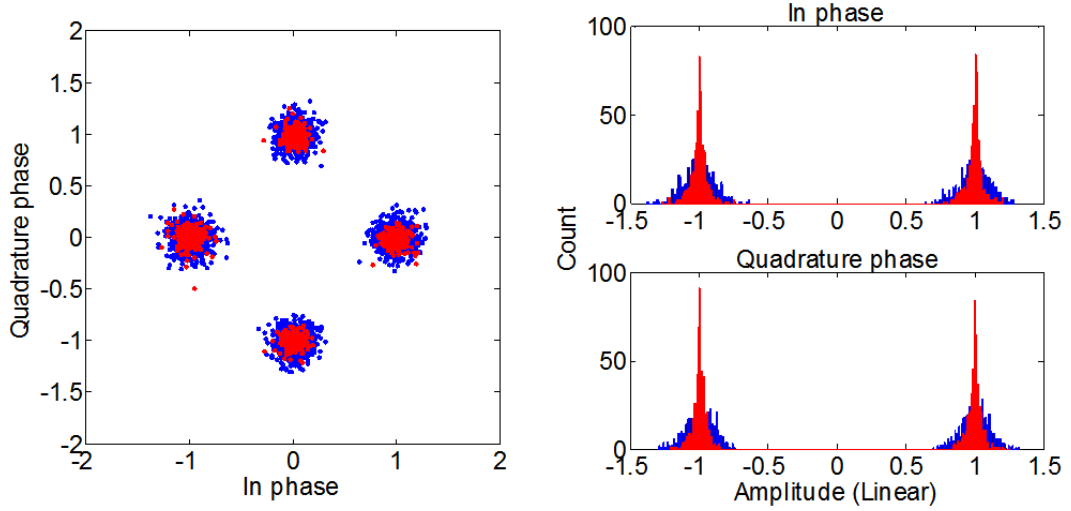 2
1.5
1
0.5
0
-0.5
-1
-1.5
-2
-2 -1 0 1 2
Quadrature phase
In phase
In phase
100
50
0
-1.5 -1 -0.5 0 0.5 1 1.5
Count
Quadrature phase
100
50
0
-1.5 -1 -0.5 0 0.5 1 1.5
Amplitude (Linear)